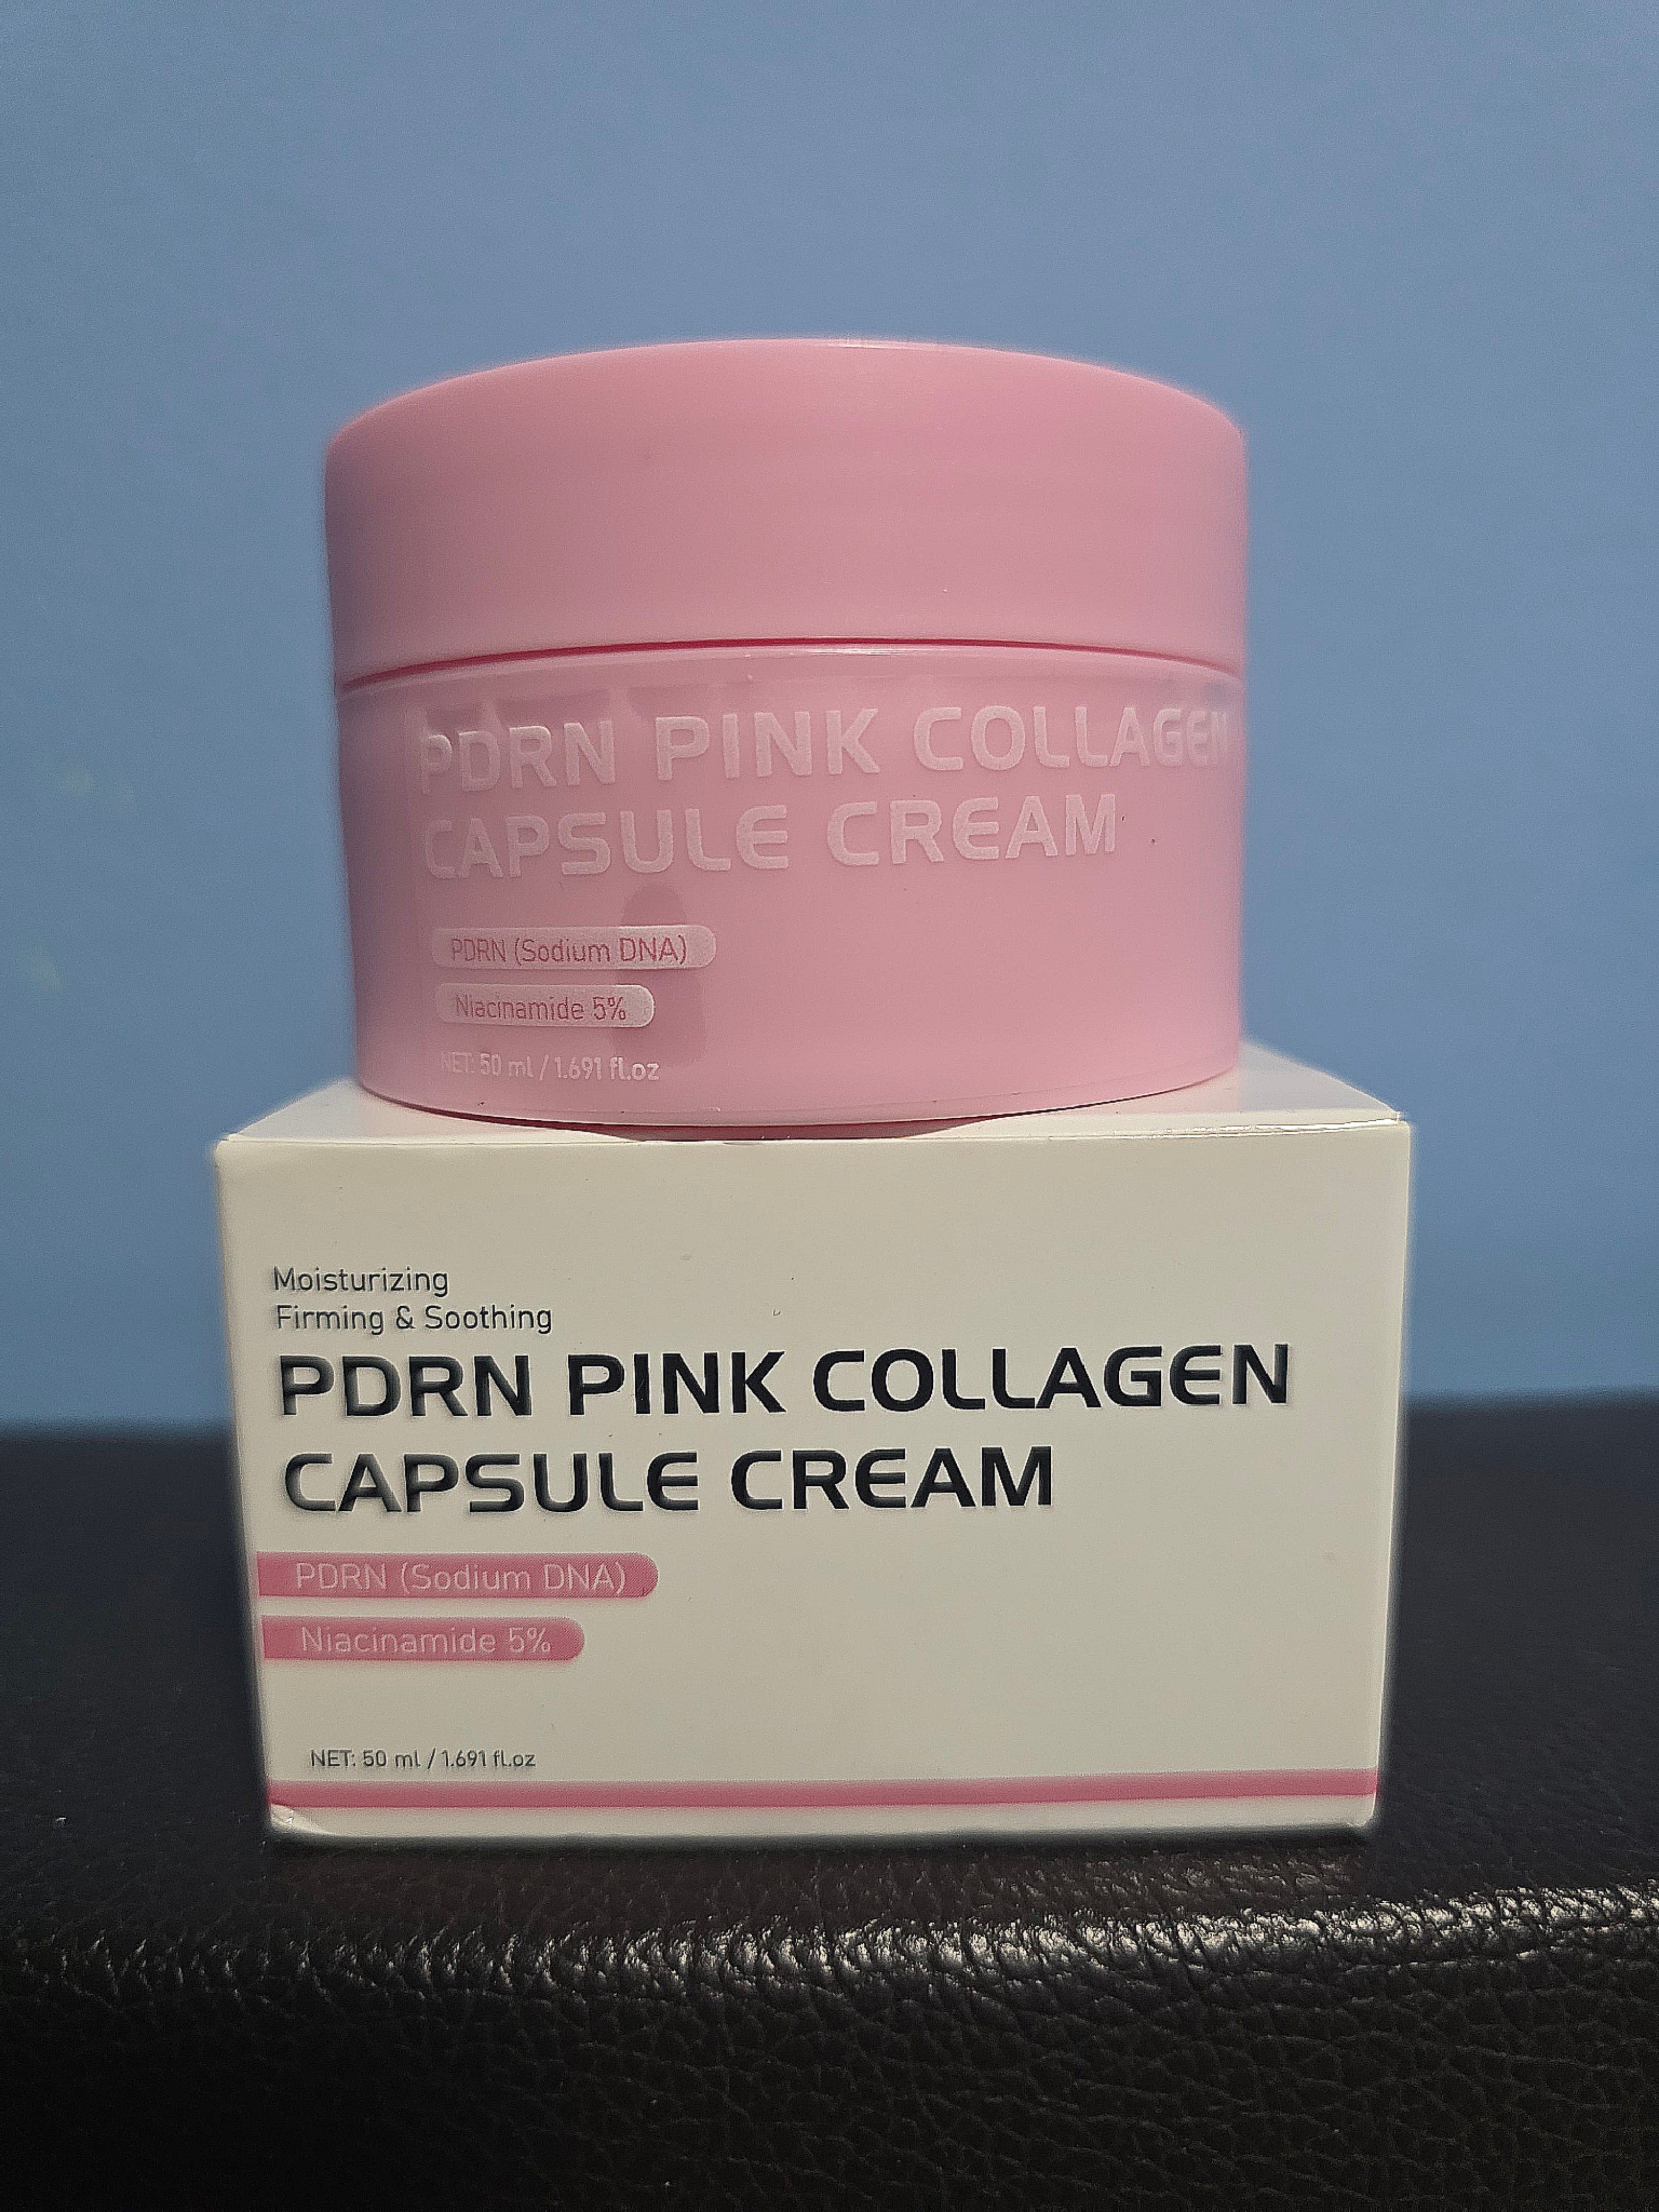 PDRN PINK COLLAGEN
CAPSULE CREAM
PDRN (Sodium DNA)
Niacinamide 5%
NET: 50 ml / 1.691 fl.oz
Moisturizing
Firming & Soothing
PDRN PINK COLLAGEN
CAPSULE CREAM
PDRN (Sodium DNA)
Niacinamide 5%
NET: 50 ml / 1.691 fl.oz